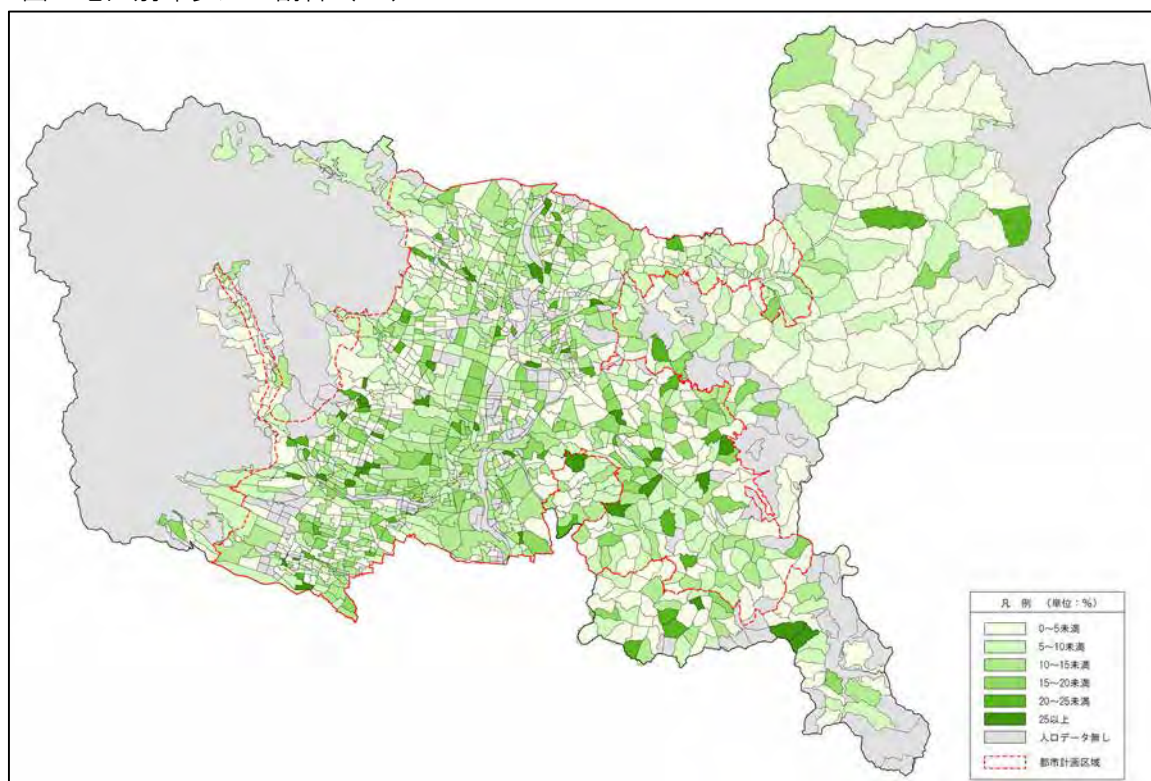 凡 例 (単位：%)
0～5未満
5～10未満
10～15未満
15～20未満
20～25未満
25以上
人口データ無し
都市計画区域